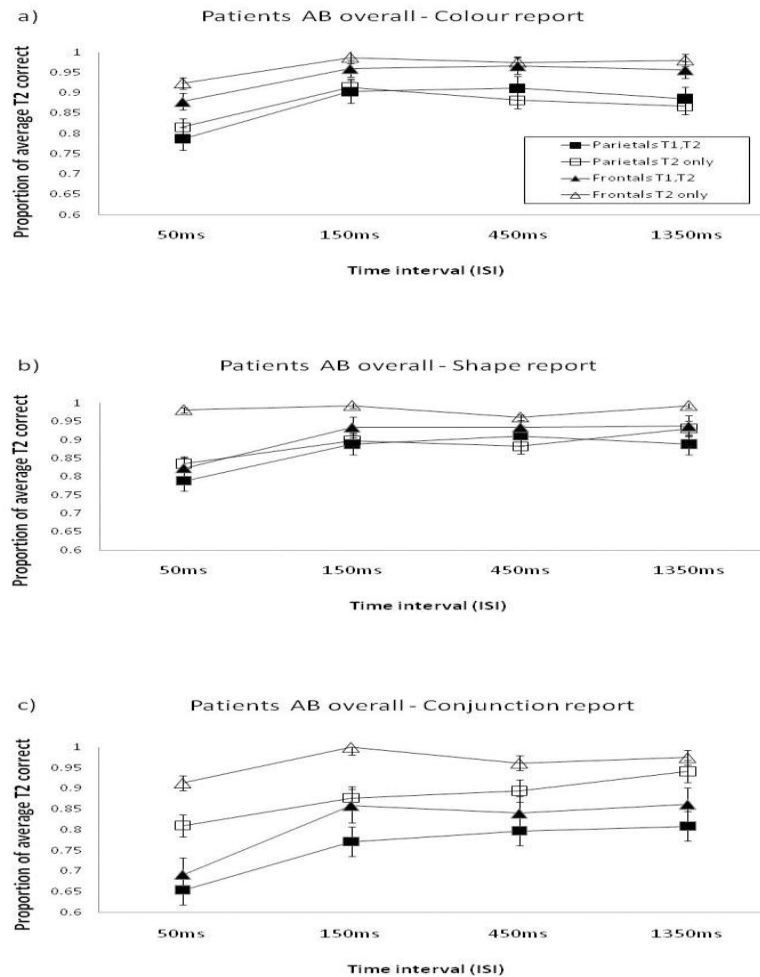 a) Patients AB overall - Colour report
Proportion of average T2 correct
1
0.95
0.9
0.85
0.8
0.75
0.7
0.65
0.6
Parietals T1,T2
Parietals T2 only
Frontals T1,T2
Frontals T2 only
50ms 150ms 450ms 1350ms
Time interval (ISI)
b) Patients AB overall - Shape report
Proportion of average T2 correct
1
0.95
0.9
0.85
0.8
0.75
0.7
0.65
0.6
50ms 150ms 450ms 1350ms
Time interval (ISI)
c) Patients AB overall - Conjunction report
Proportion of average T2 correct
1
0.95
0.9
0.85
0.8
0.75
0.7
0.65
0.6
50ms 150ms 450ms 1350ms
Time interval (ISI)